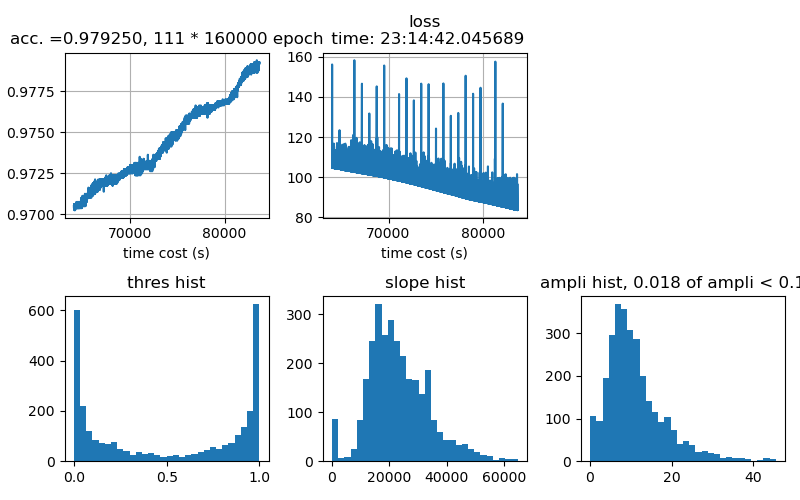 loss
acc. =0.979250, 111 * 160000 epoch time: 23:14:42.045689
0.9775
0.9750
0.9725
0.9700
70000 80000
time cost (s)
160
140
120
100
80
70000 80000
time cost (s)
thres hist
600
400
200
0
0.0 0.5 1.0
slope hist
300
200
100
0
0 20000 40000 60000
ampli hist, 0.018 of ampli < 0.1
300
200
100
0
0 20 40